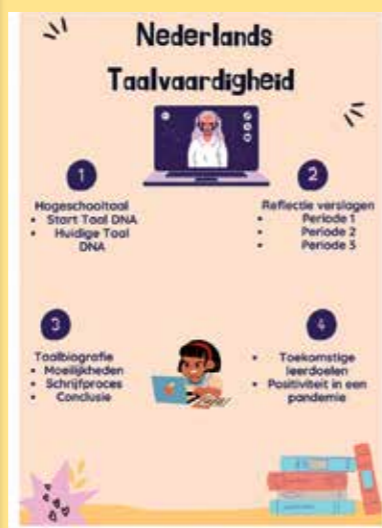 Nederlands
Taalvaardigheid
1
Hogeschooltaal
• Start Taal DNA
• Huidige Taal
DNA
2
Reflectie verslagen
• Periode 1
• Periode 2
• Periode 3
3
Taalbiografie
• Moeilijkheden
• Schrijfproces
• Conclusie
4
• Toekomstige
leerdoelen
• Positiviteit in een
pandemie